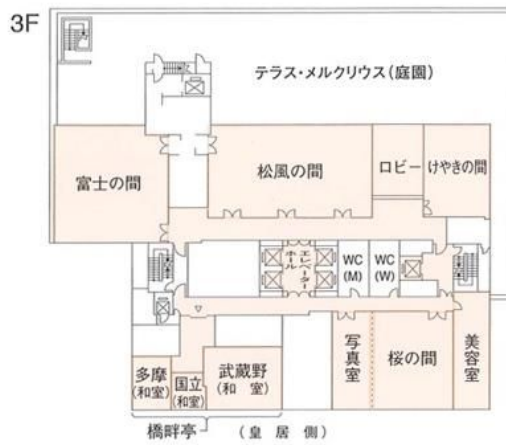 3F
テラス・メルクリウス(庭園)
富士の間
松風の間
ロビー
けやきの間
エレベーター
ホール
WC
(M)
WC
(W)
多摩
(和室)
国立
(和室)
武蔵野
(和 室)
写真室
桜の間
美容室
橋畔亭
(皇居側)